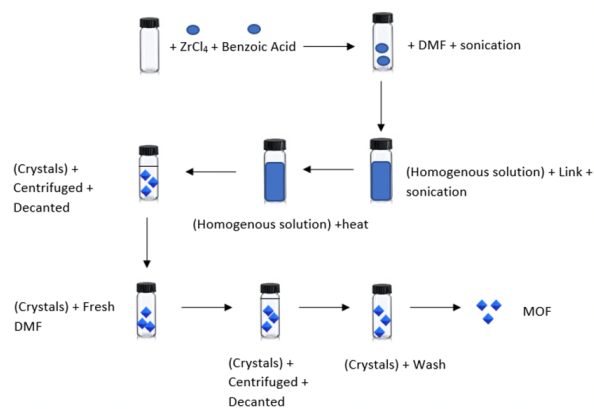 + ZrCl₄ + Benzoic Acid
+ DMF + sonication
(Homogenous solution) + Link +
sonication
(Homogenous solution) +heat
(Crystals) +
Centrifuged +
Decanted
(Crystals) + Fresh
DMF
(Crystals) +
Centrifuged +
Decanted
(Crystals) + Wash
MOF